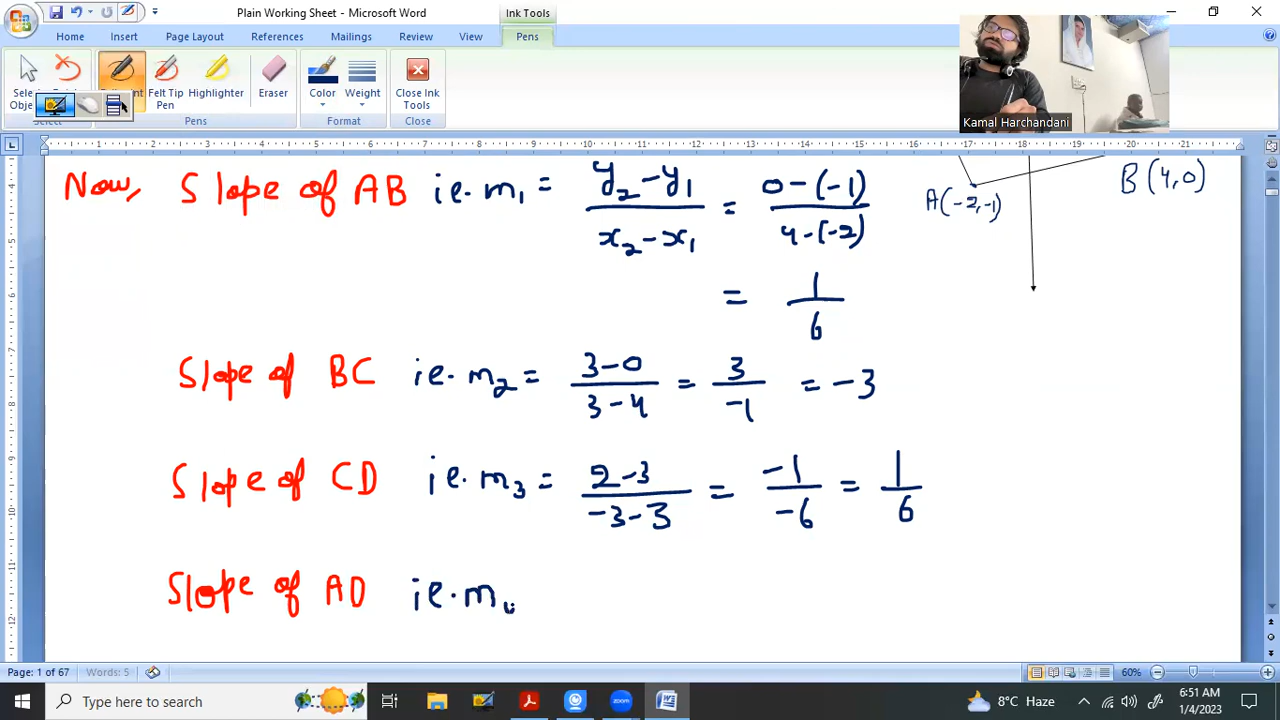 Plain Working Sheet - Microsoft Word
Ink Tools
Home Insert Page Layout References Mailings Review View Pens
Felt Tip Pen
Highlighter
Eraser
Color
Weight
Close Ink Tools
Pens
Format
Close
Kamal Harchandani
Now, Slope of AB ie. m₁ = (y₂ - y₁)/(x₂ - x₁) = (0 - (-1))/(4 - (-2))
A(-2, -1)
B(4, 0)
= 1/6
Slope of BC ie. m₂ = (3 - 0)/(3 - 4) = 3/-1 = -3
Slope of CD ie. m₃ = (2 - 3)/(-3 - 3) = -1/-6 = 1/6
Slope of AD ie. m
Page: 1 of 67
Words: 5
60%
Type here to search
8°C Haze
6:51 AM
1/4/2023